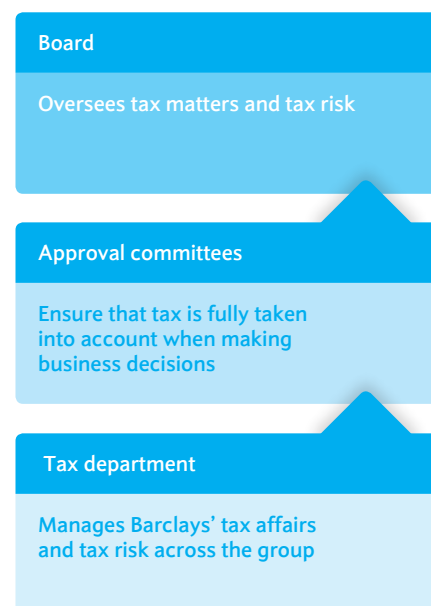 Board
Oversees tax matters and tax risk
Approval committees
Ensure that tax is fully taken
into account when making
business decisions
Tax department
Manages Barclays’ tax affairs
and tax risk across the group